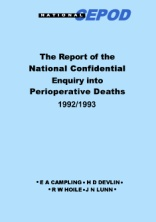 NATIONAL CEPOD
The Report of the
National Confidential
Enquiry into
Perioperative Deaths
1992/1993
• E A CAMPLING • H D DEVLIN •
• R W HOILE • J N LUNN •